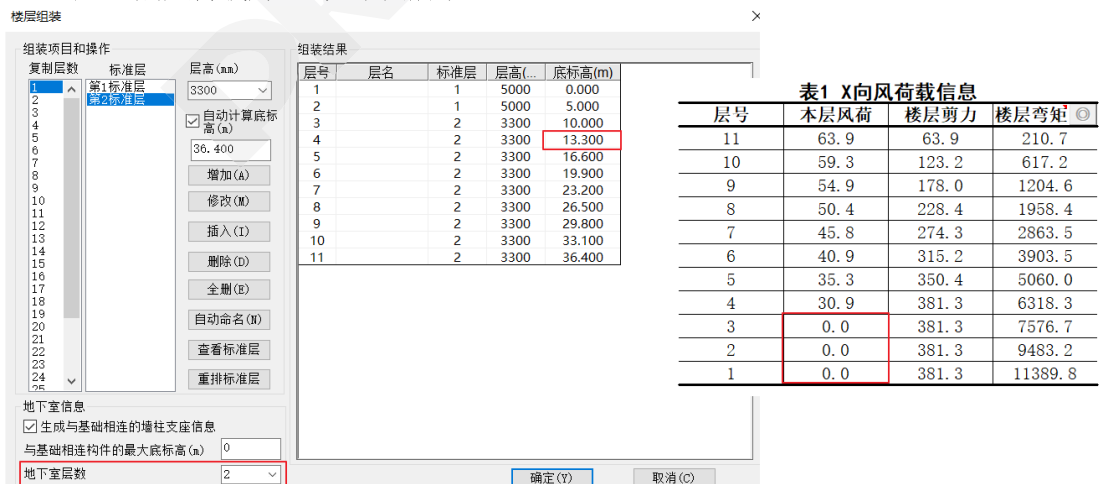 楼层组装
组装项目和操作
复制层数 标准层 层高(mm)
1
2
3
4
5
6
7
8
9
10
11
12
13
14
15
16
17
18
19
20
21
22
23
24
25
第1标准层
第2标准层
3300
自动计算底标高(m)
36.400
增加(A)
修改(M)
插入(I)
删除(D)
全删(E)
自动命名(N)
查看标准层
重排标准层
地下室信息
生成与基础相连的墙柱支座信息
与基础相连构件的最大底标高(m) 0
地下室层数 2
组装结果
层号 层名 标准层 层高(... 底标高(m)
1 1 5000 0.000
2 1 5000 5.000
3 2 3300 10.000
4 2 3300 13.300
5 2 3300 16.600
6 2 3300 19.900
7 2 3300 23.200
8 2 3300 26.500
9 2 3300 29.800
10 2 3300 33.100
11 2 3300 36.400
确定(Y) 取消(C)
表1 X向风荷载信息
层号 本层风荷 楼层剪力 楼层弯矩
11 63.9 63.9 210.7
10 59.3 123.2 617.2
9 54.9 178.0 1204.6
8 50.4 228.4 1958.4
7 45.8 274.3 2863.5
6 40.9 315.2 3903.5
5 35.3 350.4 5060.0
4 30.9 381.3 6318.3
3 0.0 381.3 7576.7
2 0.0 381.3 9483.2
1 0.0 381.3 11389.8